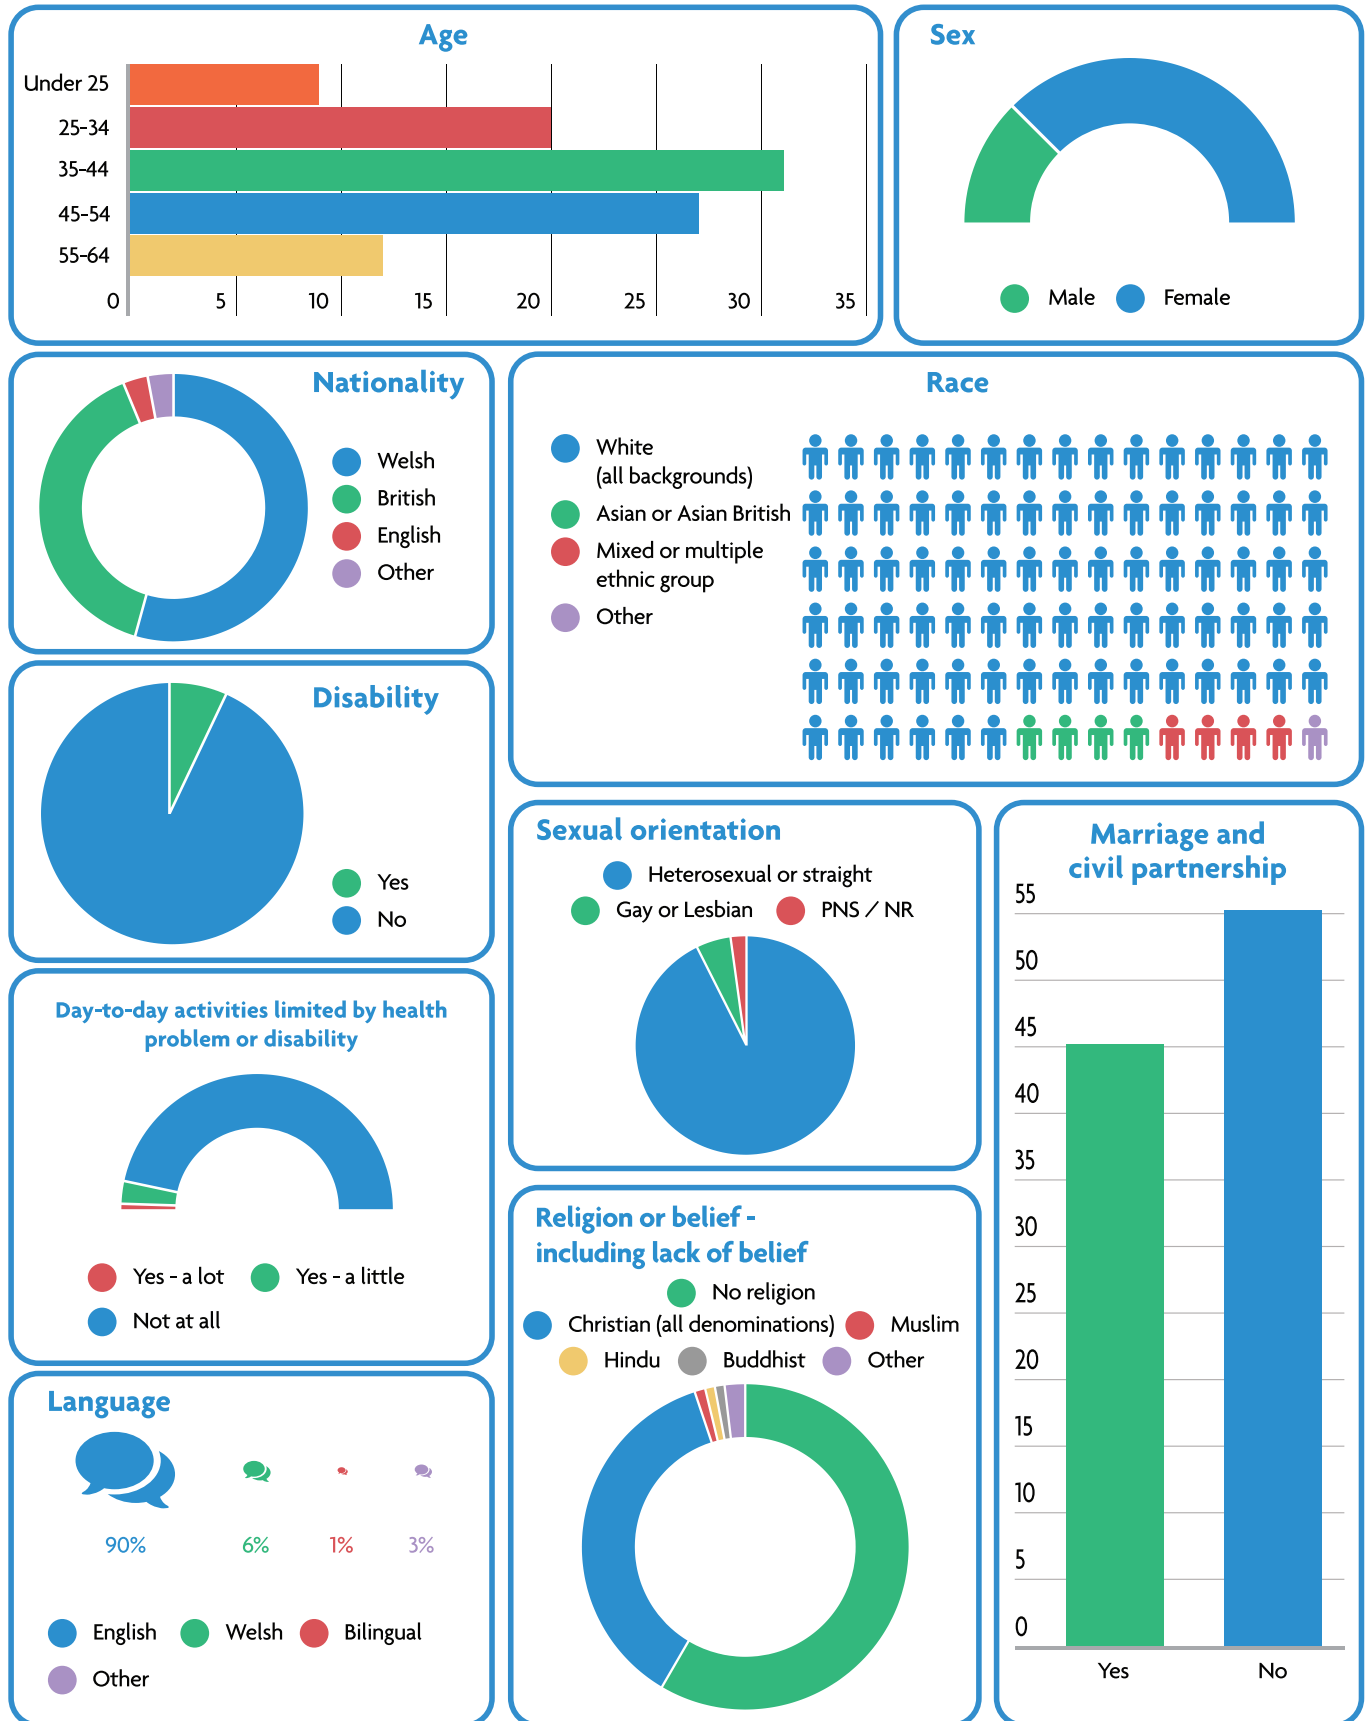 Age
Under 25
25-34
35-44
45-54
55-64
0 5 10 15 20 25 30 35
Sex
Male Female
Nationality
Welsh
British
English
Other
Race
White
(all backgrounds)
Asian or Asian British
Mixed or multiple
ethnic group
Other
Disability
Yes
No
Sexual orientation
Heterosexual or straight
Gay or Lesbian PNS / NR
Marriage and
civil partnership
55
50
45
40
35
30
25
20
15
10
5
0
Yes No
Day-to-day activities limited by health
problem or disability
Yes - a lot Yes - a little
Not at all
Religion or belief -
including lack of belief
No religion
Christian (all denominations) Muslim
Hindu Buddhist Other
Language
90% 6% 1% 3%
English Welsh Bilingual
Other